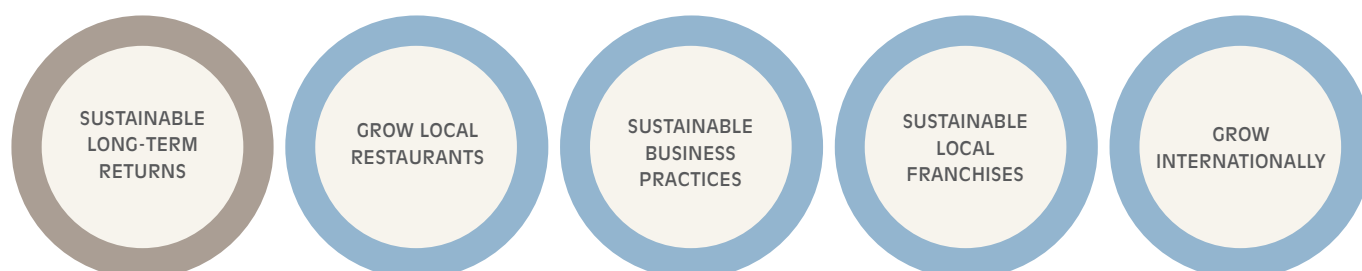 SUSTAINABLE
LONG-TERM
RETURNS
GROW LOCAL
RESTAURANTS
SUSTAINABLE
BUSINESS
PRACTICES
SUSTAINABLE
LOCAL
FRANCHISES
GROW
INTERNATIONALLY